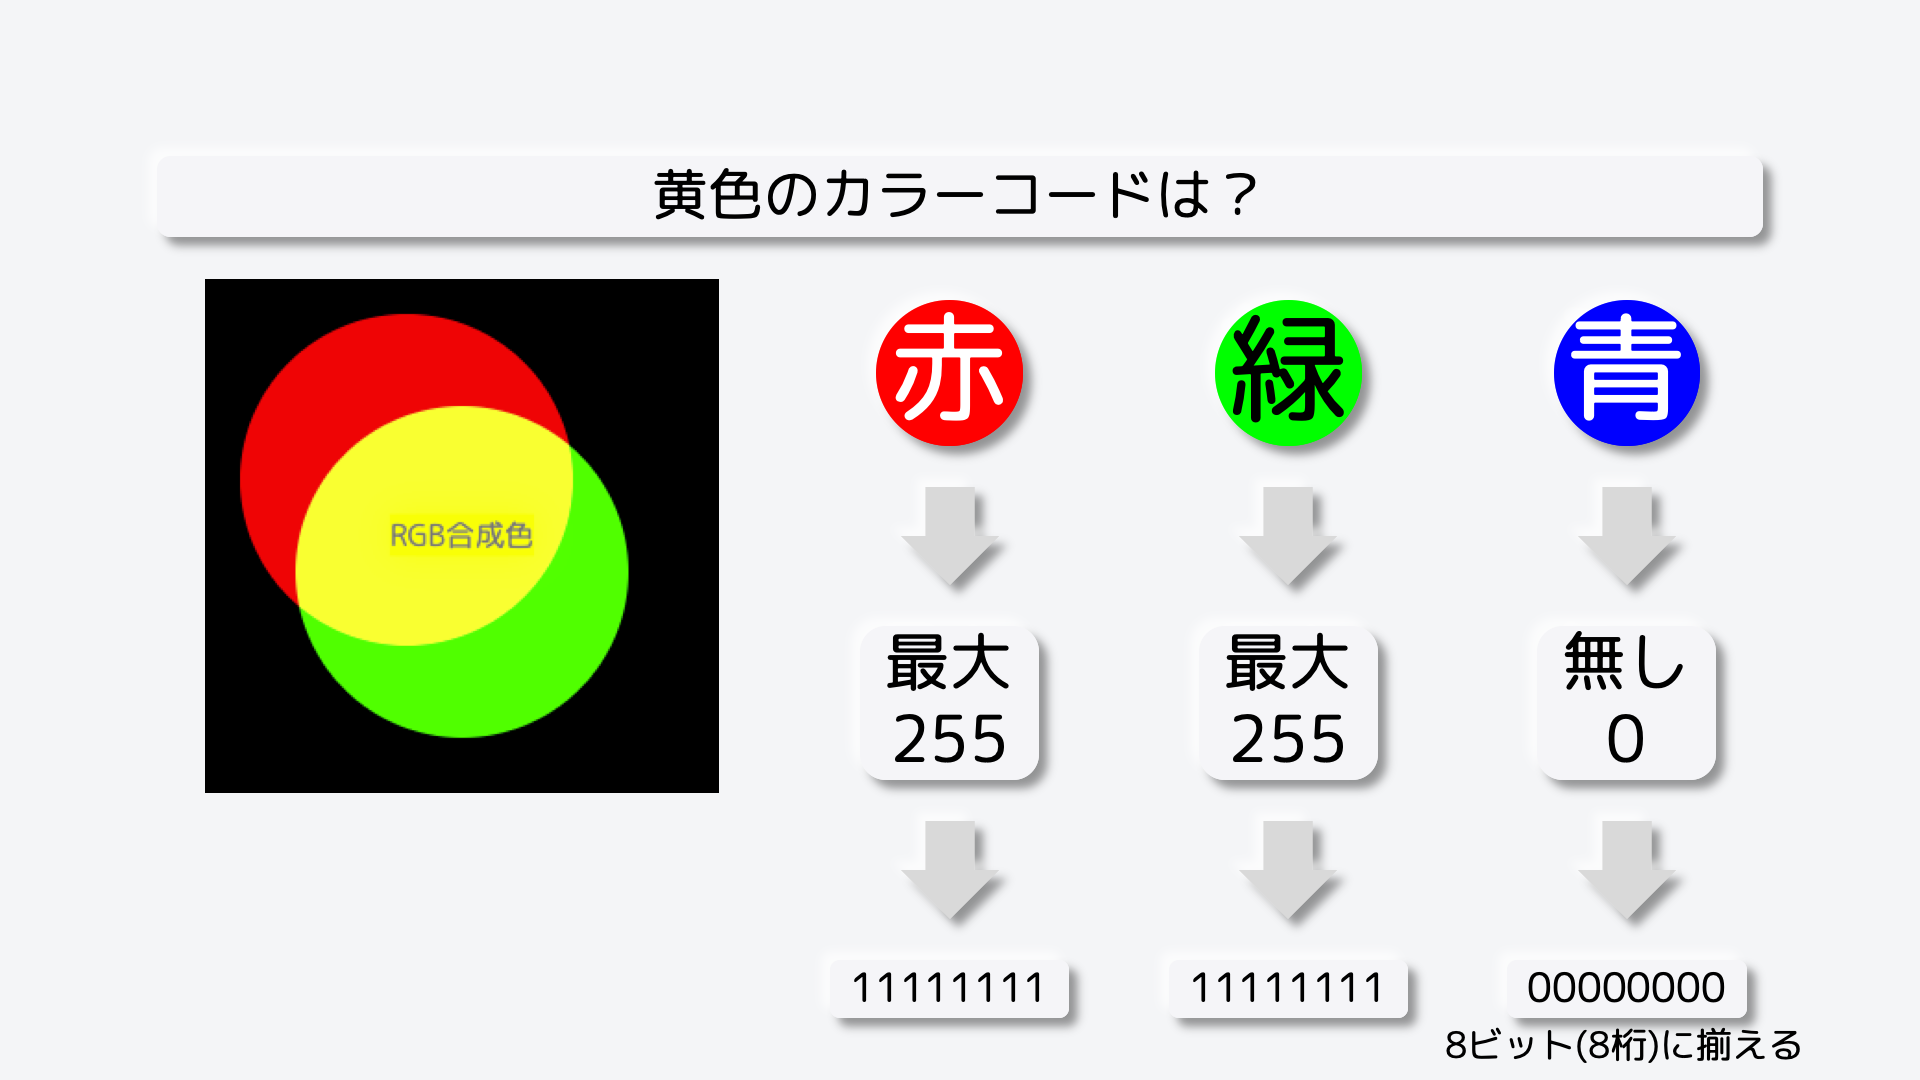 黄色のカラーコードは？
RGB合成色
赤
緑
青
最大
255
最大
255
無し
0
11111111
11111111
00000000
8ビット(8桁)に揃える